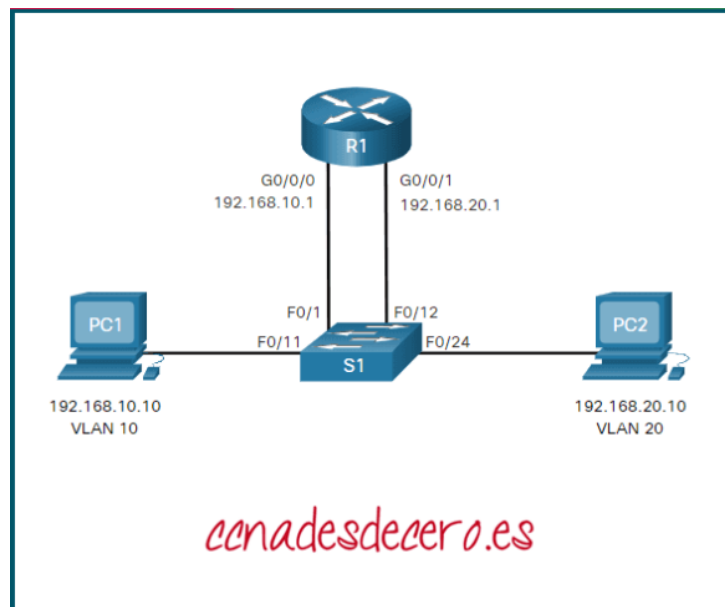 R1
G0/0/0 G0/0/1
192.168.10.1 192.168.20.1
F0/1 F0/12
PC1 F0/11 F0/24 PC2
S1
192.168.10.10 192.168.20.10
VLAN 10 VLAN 20
ccnadesdecero.es